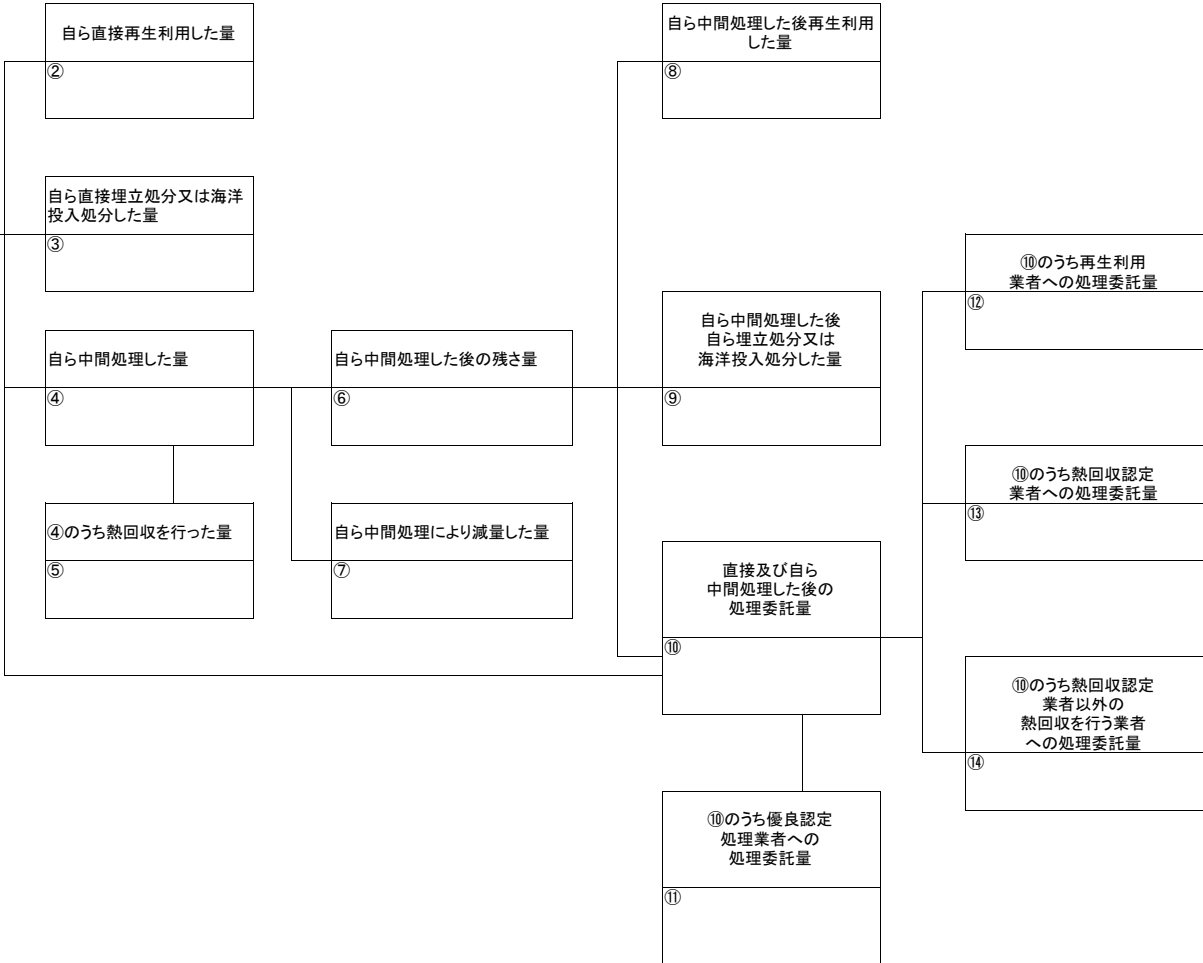 自ら直接再生利用した量
②
自ら中間処理した後再生利用
した量
⑧
自ら直接埋立処分又は海洋
投入処分した量
③
⑩のうち再生利用
業者への処理委託量
⑫
自ら中間処理した量
④
自ら中間処理した後の残さ量
⑥
自ら中間処理した後
自ら埋立処分又は
海洋投入処分した量
⑨
⑩のうち熱回収認定
業者への処理委託量
⑬
④のうち熱回収を行った量
⑤
自ら中間処理により減量した量
⑦
直接及び自ら
中間処理した後の
処理委託量
⑩
⑩のうち熱回収認定
業者以外の
熱回収を行う業者
への処理委託量
⑭
⑩のうち優良認定
処理業者への
処理委託量
⑪